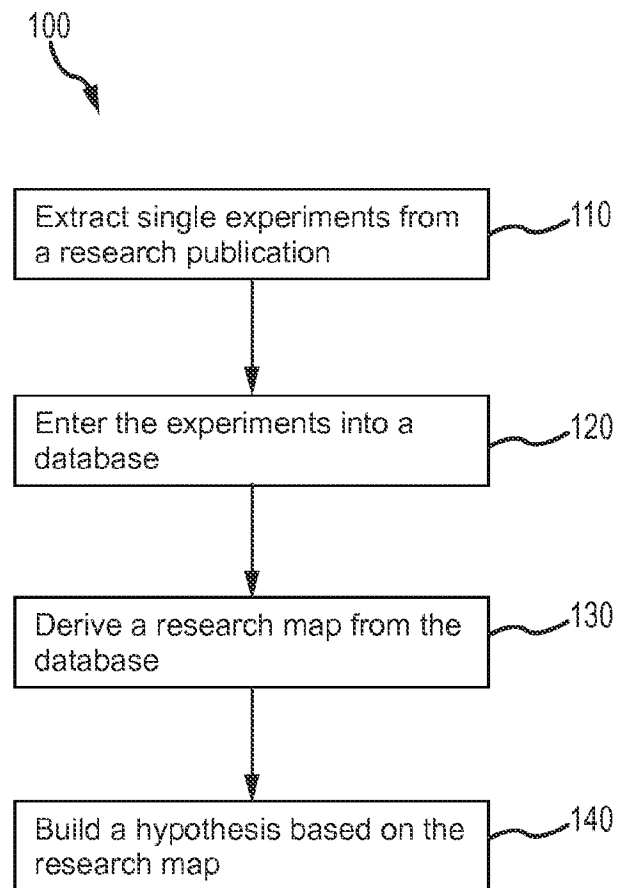 100
Extract single experiments from
a research publication
110
Enter the experiments into a
database
120
Derive a research map from the
database
130
Build a hypothesis based on the
research map
140